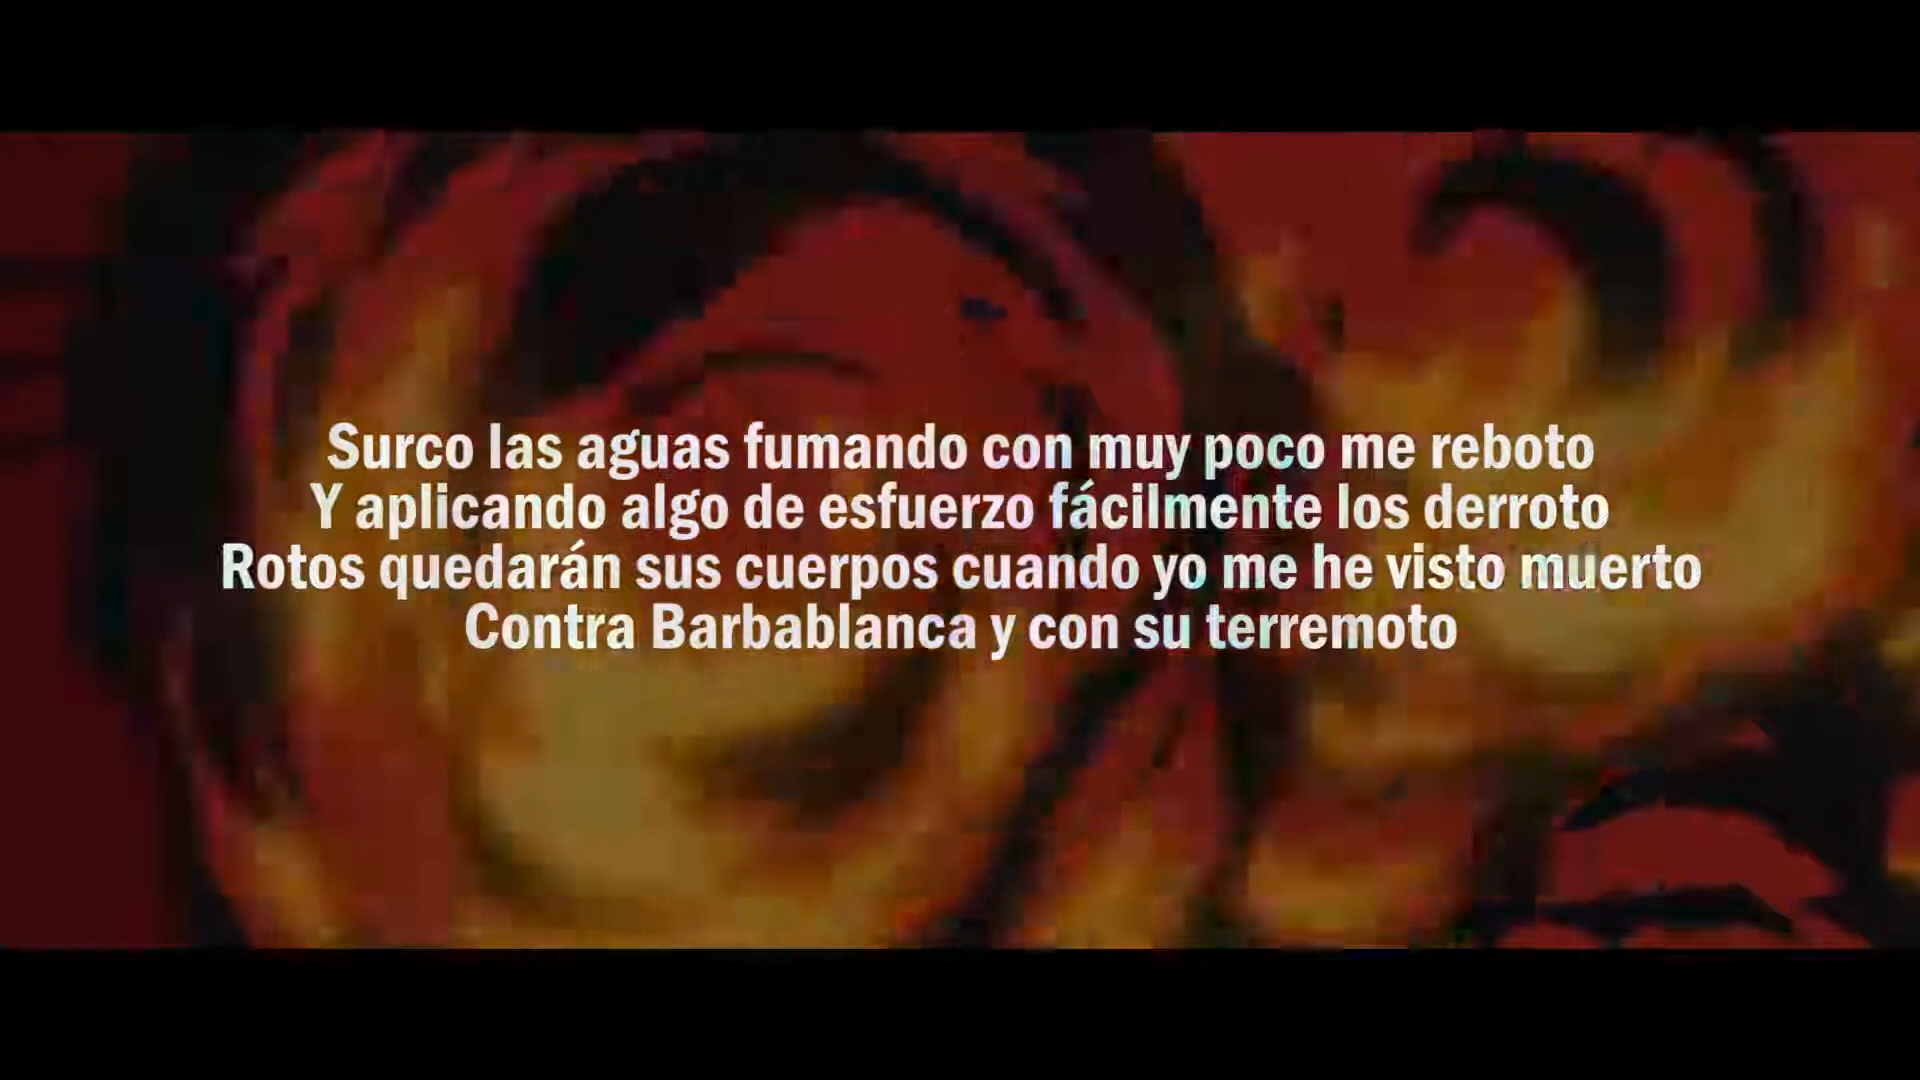 Surco las aguas fumando con muy poco me reboto
Y aplicando algo de esfuerzo fácilmente los derroto
Rotos quedarán sus cuerpos cuando yo me he visto muerto
Contra Barbablanca y con su terremoto